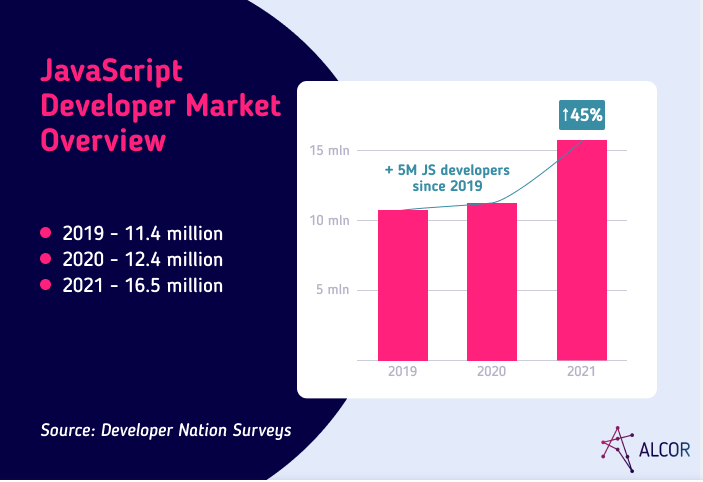 JavaScript
Developer Market
Overview
2019 - 11.4 million
2020 - 12.4 million
2021 - 16.5 million
Source: Developer Nation Surveys
↑45%
15 mln
+ 5M JS developers
since 2019
10 mln
5 mln
2019 2020 2021
ALCOR